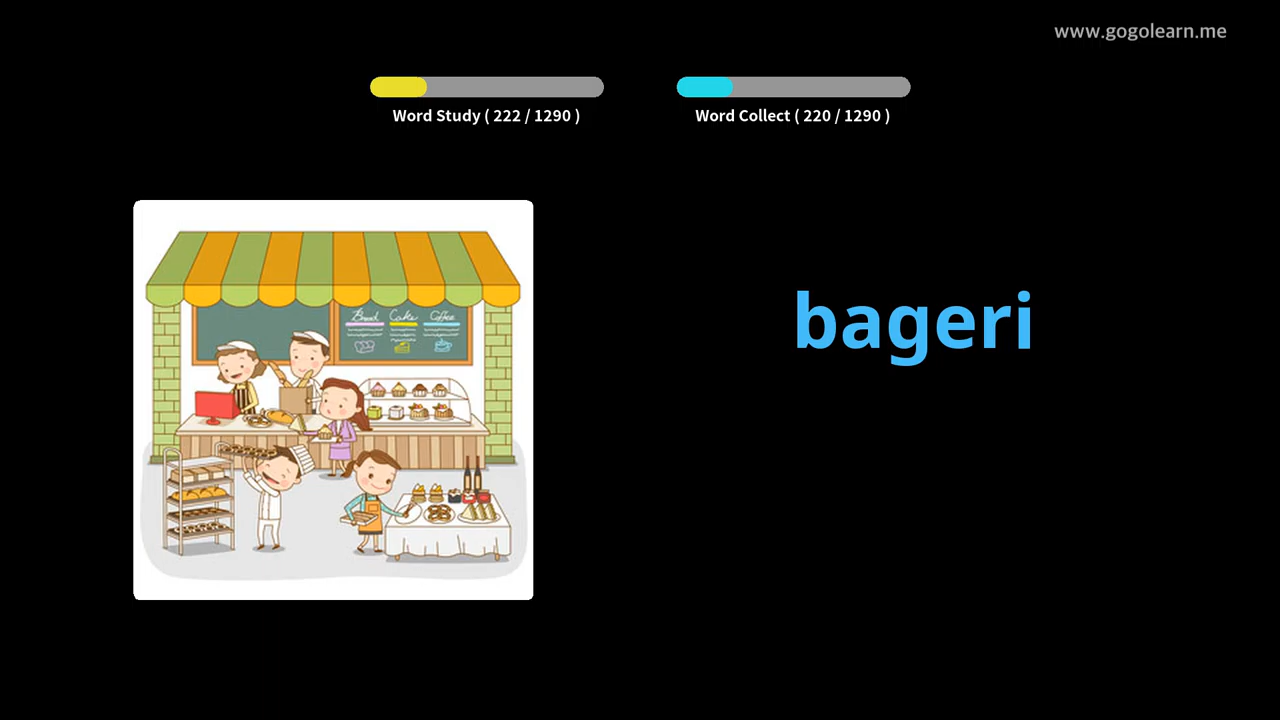 www.gogolearn.me
Word Study ( 222 / 1290 )
Word Collect ( 220 / 1290 )
Bread Cake Coffee
bageri